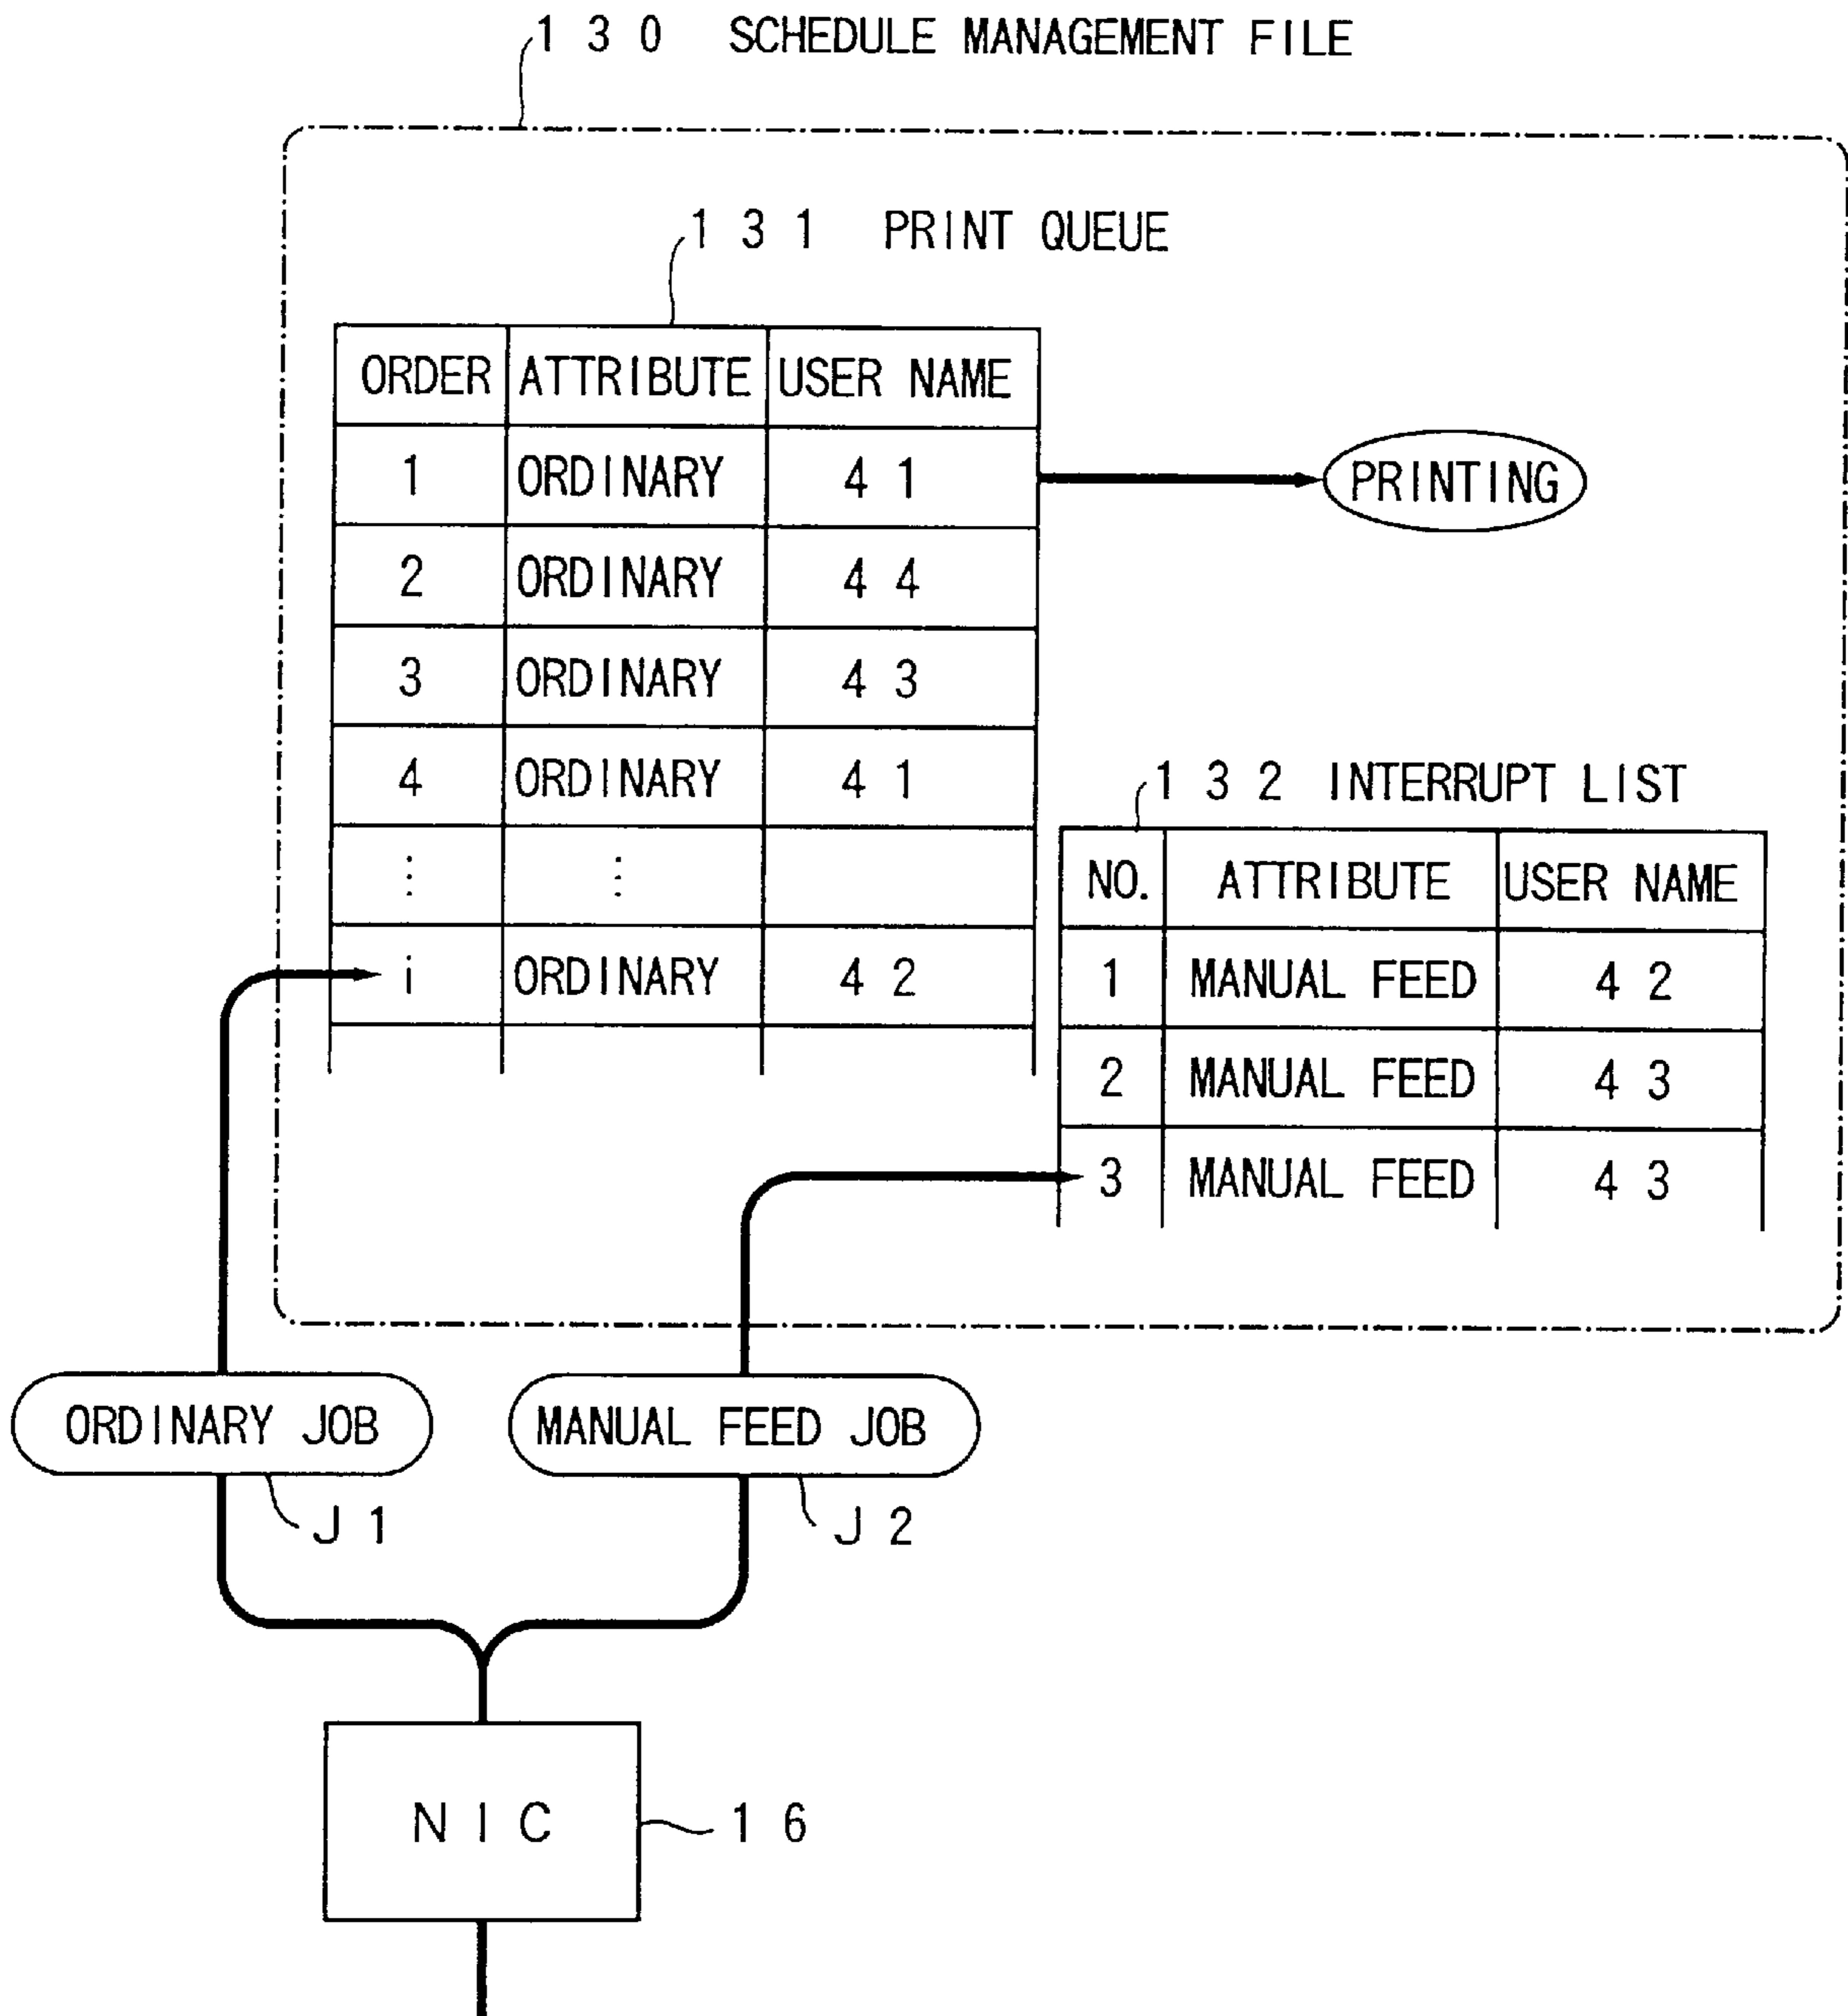 130 SCHEDULE MANAGEMENT FILE
131 PRINT QUEUE
ORDER ATTRIBUTE USER NAME
1 ORDINARY 41
2 ORDINARY 44
3 ORDINARY 43
4 ORDINARY 41
⋮ ⋮
i ORDINARY 42
PRINTING
132 INTERRUPT LIST
NO. ATTRIBUTE USER NAME
1 MANUAL FEED 42
2 MANUAL FEED 43
3 MANUAL FEED 43
ORDINARY JOB
J1
MANUAL FEED JOB
J2
NIC
16